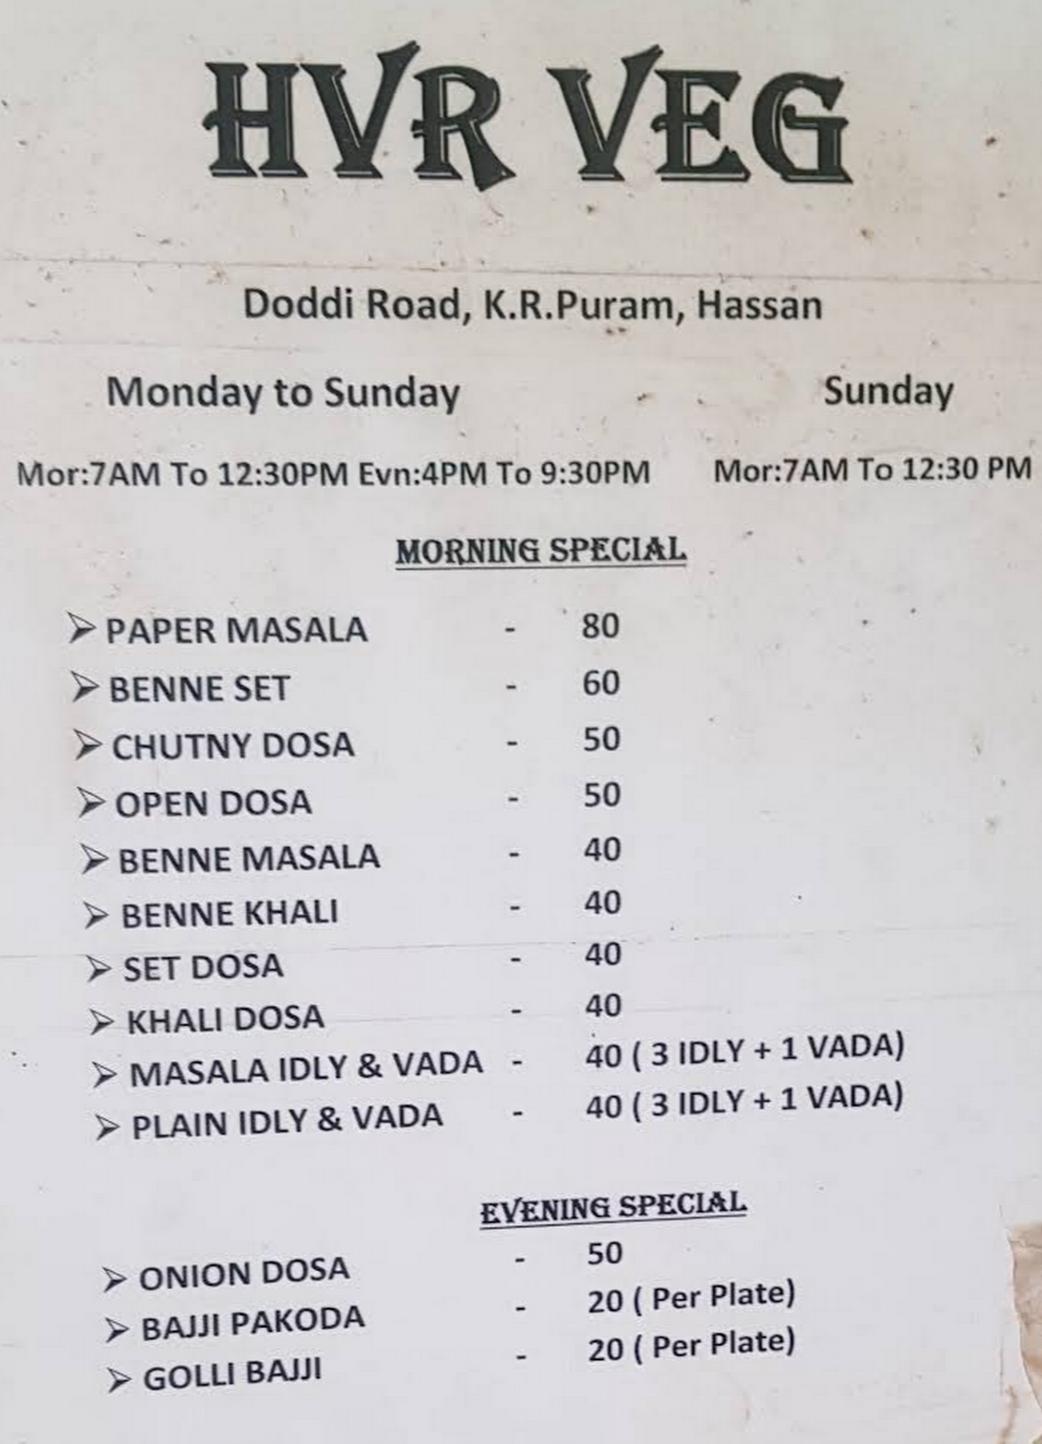 HVR VEG
Doddi Road, K.R.Puram, Hassan
Monday to Sunday Sunday
Mor:7AM To 12:30PM Evn:4PM To 9:30PM Mor:7AM To 12:30 PM
MORNING SPECIAL
➢ PAPER MASALA - 80
➢ BENNE SET - 60
➢ CHUTNY DOSA - 50
➢ OPEN DOSA - 50
➢ BENNE MASALA - 40
➢ BENNE KHALI - 40
➢ SET DOSA - 40
➢ KHALI DOSA - 40
➢ MASALA IDLY & VADA - 40 ( 3 IDLY + 1 VADA)
➢ PLAIN IDLY & VADA - 40 ( 3 IDLY + 1 VADA)
EVENING SPECIAL
➢ ONION DOSA - 50
➢ BAJJI PAKODA - 20 ( Per Plate)
➢ GOLLI BAJJI - 20 ( Per Plate)